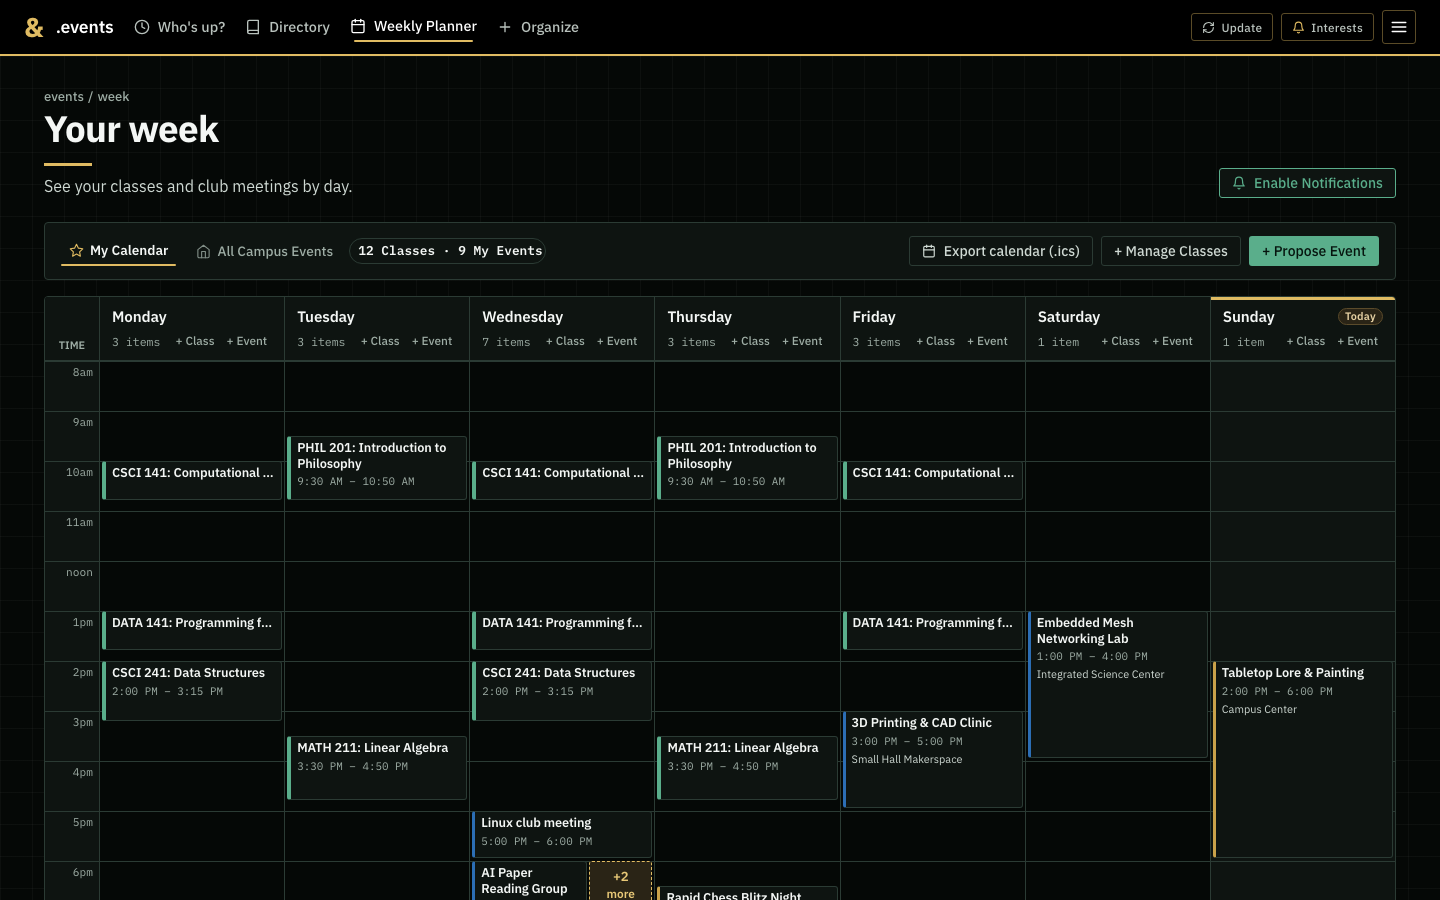 & .events
Who's up?
Directory
Weekly Planner
Organize
Update
Interests
events / week
Your week
See your classes and club meetings by day.
Enable Notifications
My Calendar
All Campus Events
12 Classes · 9 My Events
Export calendar (.ics)
+ Manage Classes
+ Propose Event
TIME
Monday
3 items + Class + Event
Tuesday
3 items + Class + Event
Wednesday
7 items + Class + Event
Thursday
3 items + Class + Event
Friday
3 items + Class + Event
Saturday
1 item + Class + Event
Sunday Today
1 item + Class + Event
8am
9am
10am
11am
noon
1pm
2pm
3pm
4pm
5pm
6pm
CSCI 141: Computational ...
DATA 141: Programming f...
CSCI 241: Data Structures
2:00 PM – 3:15 PM
PHIL 201: Introduction to
Philosophy
9:30 AM – 10:50 AM
MATH 211: Linear Algebra
3:30 PM – 4:50 PM
CSCI 141: Computational ...
DATA 141: Programming f...
CSCI 241: Data Structures
2:00 PM – 3:15 PM
Linux club meeting
5:00 PM – 6:00 PM
AI Paper
Reading Group
+2
more
PHIL 201: Introduction to
Philosophy
9:30 AM – 10:50 AM
MATH 211: Linear Algebra
3:30 PM – 4:50 PM
Rapid Chess Blitz Night
CSCI 141: Computational ...
DATA 141: Programming f...
3D Printing & CAD Clinic
3:00 PM – 5:00 PM
Small Hall Makerspace
Embedded Mesh
Networking Lab
1:00 PM – 4:00 PM
Integrated Science Center
Tabletop Lore & Painting
2:00 PM – 6:00 PM
Campus Center